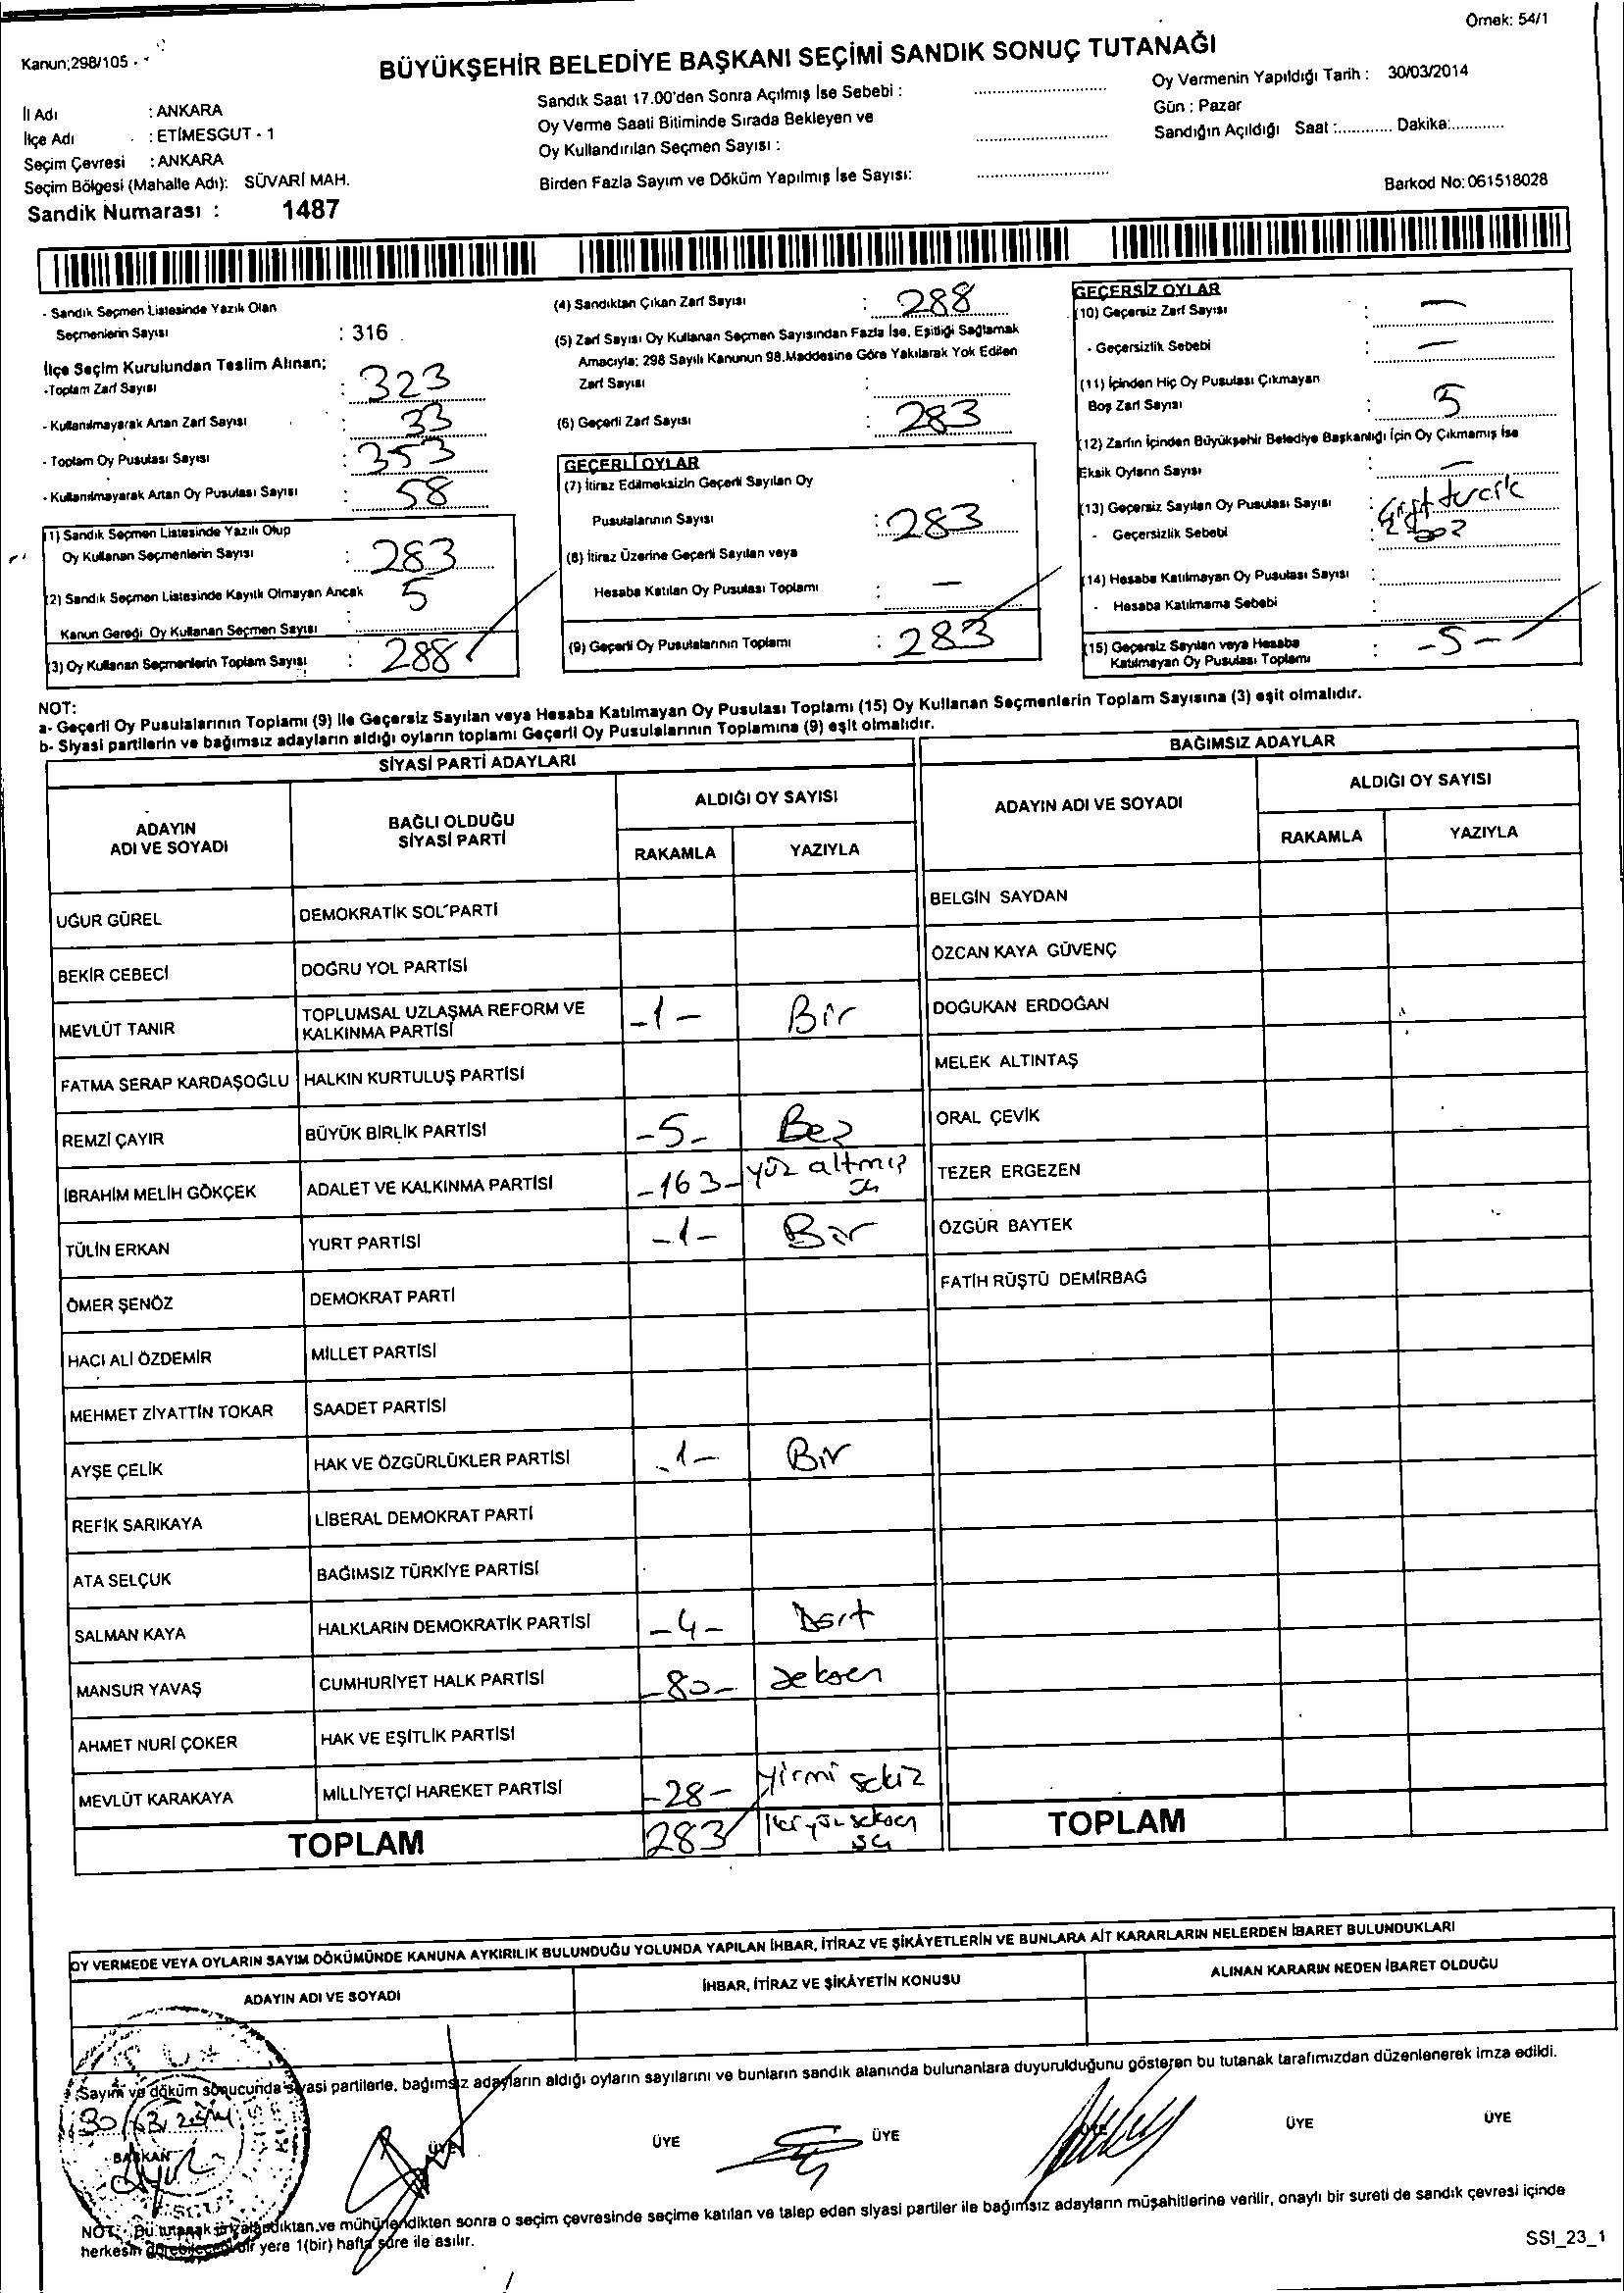 Örnek: 54/1
Kanun;298/105
BÜYÜKŞEHİR BELEDİYE BAŞKANI SEÇİMİ SANDIK SONUÇ TUTANAĞI
İl Adı : ANKARA
İlçe Adı : ETİMESGUT - 1
Seçim Çevresi : ANKARA
Seçim Bölgesi (Mahalle Adı): SÜVARİ MAH.
Sandık Numarası : 1487
Sandık Saat 17.00'den Sonra Açılmış İse Sebebi :
Oy Verme Saati Bitiminde Sırada Bekleyen ve
Oy Kullandırılan Seçmen Sayısı :
Birden Fazla Sayım ve Döküm Yapılmış İse Sayısı:
Oy Vermenin Yapıldığı Tarih : 30/03/2014
Gün : Pazar
Sandığın Açıldığı Saat :............ Dakika:............
Barkod No: 061518028
- Sandık Seçmen Listesinde Yazılı Olan
Seçmenlerin Sayısı : 316
İlçe Seçim Kurulundan Teslim Alınan;
-Toplam Zarf Sayısı : 323
- Kullanılmayarak Artan Zarf Sayısı : 33
- Toplam Oy Pusulası Sayısı : 353
- Kullanılmayarak Artan Oy Pusulası Sayısı : 58
(1) Sandık Seçmen Listesinde Yazılı Olup
Oy Kullanan Seçmenlerin Sayısı : 283
(2) Sandık Seçmen Listesinde Kayıtlı Olmayan Ancak
Kanun Gereği Oy Kullanan Seçmen Sayısı : 5
(3) Oy Kullanan Seçmenlerin Toplam Sayısı : 288
(4) Sandıktan Çıkan Zarf Sayısı : 288
(5) Zarf Sayısı Oy Kullanan Seçmen Sayısından Fazla İse, Eşitliği Sağlamak
Amacıyla; 298 Sayılı Kanunun 98.Maddesine Göre Yakılarak Yok Edilen
Zarf Sayısı :
(6) Geçerli Zarf Sayısı : 283
GEÇERLİ OYLAR
(7) İtiraz Edilmeksizin Geçerli Sayılan Oy
Pusulalarının Sayısı : 283
(8) İtiraz Üzerine Geçerli Sayılan veya
Hesaba Katılan Oy Pusulası Toplamı : —
(9) Geçerli Oy Pusulalarının Toplamı : 283
GEÇERSİZ OYLAR
(10) Geçersiz Zarf Sayısı : —
- Geçersizlik Sebebi : —
(11) İçinden Hiç Oy Pusulası Çıkmayan
Boş Zarf Sayısı : 5
(12) Zarfın İçinden Büyükşehir Belediye Başkanlığı İçin Oy Çıkmamış İse
Eksik Oyların Sayısı : —
(13) Geçersiz Sayılan Oy Pusulası Sayısı :
- Geçersizlik Sebebi :
(14) Hesaba Katılmayan Oy Pusulası Sayısı :
- Hesaba Katılmama Sebebi :
(15) Geçersiz Sayılan veya Hesaba
Katılmayan Oy Pusulası Toplamı : -5-
NOT:
a- Geçerli Oy Pusulalarının Toplamı (9) ile Geçersiz Sayılan veya Hesaba Katılmayan Oy Pusulası Toplamı (15) Oy Kullanan Seçmenlerin Toplam Sayısına (3) eşit olmalıdır.
b- Siyasi partilerin ve bağımsız adayların aldığı oyların toplamı Geçerli Oy Pusulalarının Toplamına (9) eşit olmalıdır.
SİYASİ PARTİ ADAYLARI
ADAYIN ADI VE SOYADI
BAĞLI OLDUĞU SİYASİ PARTİ
ALDIĞI OY SAYISI
RAKAMLA YAZIYLA
UĞUR GÜREL DEMOKRATİK SOL PARTİ
BEKİR CEBECİ DOĞRU YOL PARTİSİ
MEVLÜT TANIR TOPLUMSAL UZLAŞMA REFORM VE KALKINMA PARTİSİ -1- Bir
FATMA SERAP KARDAŞOĞLU HALKIN KURTULUŞ PARTİSİ
REMZİ ÇAYIR BÜYÜK BİRLİK PARTİSİ -5- Beş
İBRAHİM MELİH GÖKÇEK ADALET VE KALKINMA PARTİSİ -163- yüz altmış üç
TÜLİN ERKAN YURT PARTİSİ -1- Bir
ÖMER ŞENÖZ DEMOKRAT PARTİ
HACI ALİ ÖZDEMİR MİLLET PARTİSİ
MEHMET ZİYATTİN TOKAR SAADET PARTİSİ
AYŞE ÇELİK HAK VE ÖZGÜRLÜKLER PARTİSİ -1- Bir
REFİK SARIKAYA LİBERAL DEMOKRAT PARTİ
ATA SELÇUK BAĞIMSIZ TÜRKİYE PARTİSİ
SALMAN KAYA HALKLARIN DEMOKRATİK PARTİSİ -4- Dört
MANSUR YAVAŞ CUMHURİYET HALK PARTİSİ -80- seksen
AHMET NURİ ÇOKER HAK VE EŞİTLİK PARTİSİ
MEVLÜT KARAKAYA MİLLİYETÇİ HAREKET PARTİSİ -28- yirmi sekiz
TOPLAM 283 iki yüz seksen üç
BAĞIMSIZ ADAYLAR
ADAYIN ADI VE SOYADI
ALDIĞI OY SAYISI
RAKAMLA YAZIYLA
BELGİN SAYDAN
ÖZCAN KAYA GÜVENÇ
DOĞUKAN ERDOĞAN
MELEK ALTINTAŞ
ORAL ÇEVİK
TEZER ERGEZEN
ÖZGÜR BAYTEK
FATİH RÜŞTÜ DEMİRBAĞ
TOPLAM
OY VERMEDE VEYA OYLARIN SAYIM DÖKÜMÜNDE KANUNA AYKIRILIK BULUNDUĞU YOLUNDA YAPILAN İHBAR, İTİRAZ VE ŞİKÂYETLERİN VE BUNLARA AİT KARARLARIN NELERDEN İBARET BULUNDUKLARI
ADAYIN ADI VE SOYADI
İHBAR, İTİRAZ VE ŞİKÂYETİN KONUSU
ALINAN KARARIN NEDEN İBARET OLDUĞU
Sayım ve döküm sonucunda siyasi partilerle, bağımsız adayların aldığı oyların sayılarını ve bunların sandık alanında bulunanlara duyurulduğunu gösteren bu tutanak tarafımızdan düzenlenerek imza edildi.
30/03/2014
BAŞKAN ÜYE ÜYE ÜYE ÜYE ÜYE ÜYE
NOT: Bu tutanak imzalandıktan ve mühürlendikten sonra o seçim çevresinde seçime katılan ve talep eden siyasi partiler ile bağımsız adayların müşahitlerine verilir, onaylı bir sureti de sandık çevresi içinde
herkesin görebileceği bir yere 1(bir) hafta süre ile asılır.
SSI_23_1